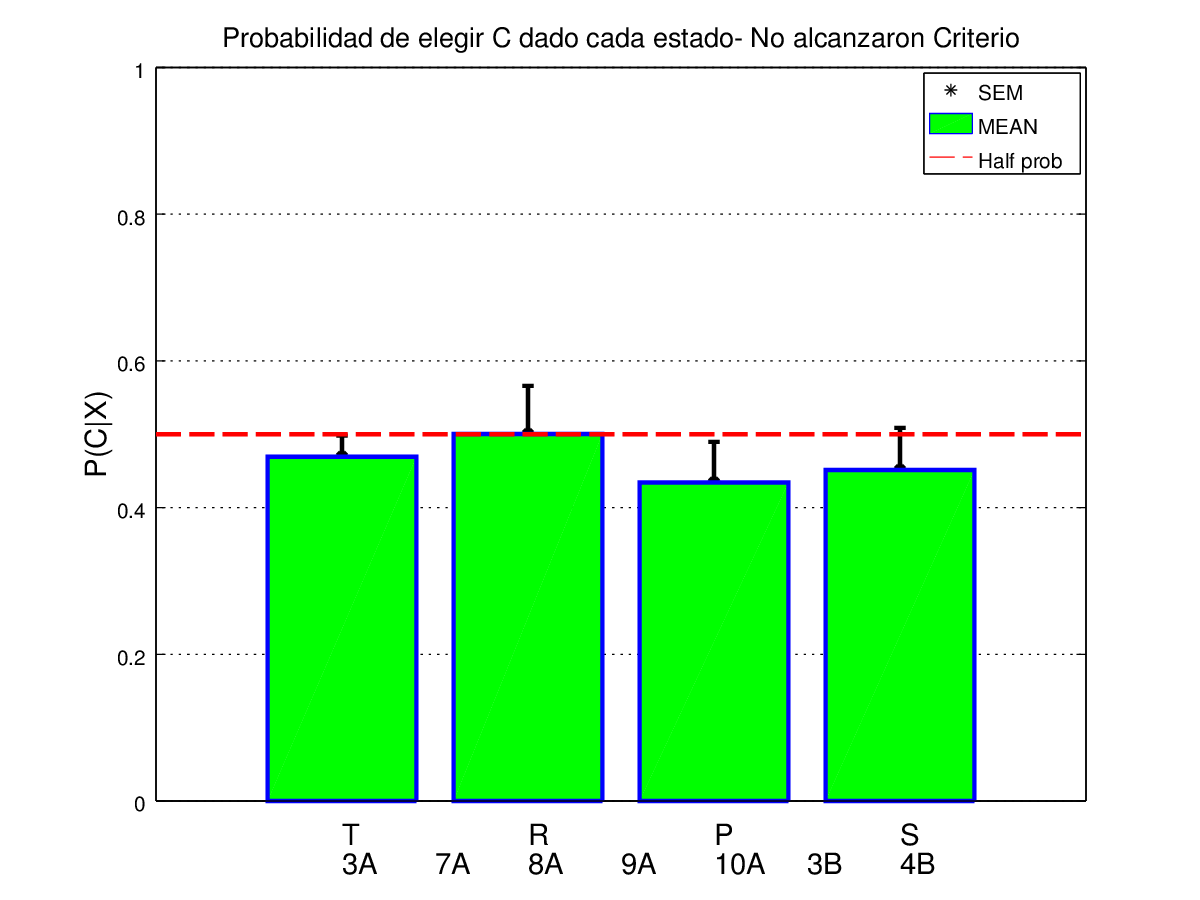 Probabilidad de elegir C dado cada estado- No alcanzaron Criterio
SEM
MEAN
Half prob
P(C|X)
1
0.8
0.6
0.4
0.2
0
T R P S
3A 7A 8A 9A 10A 3B 4B